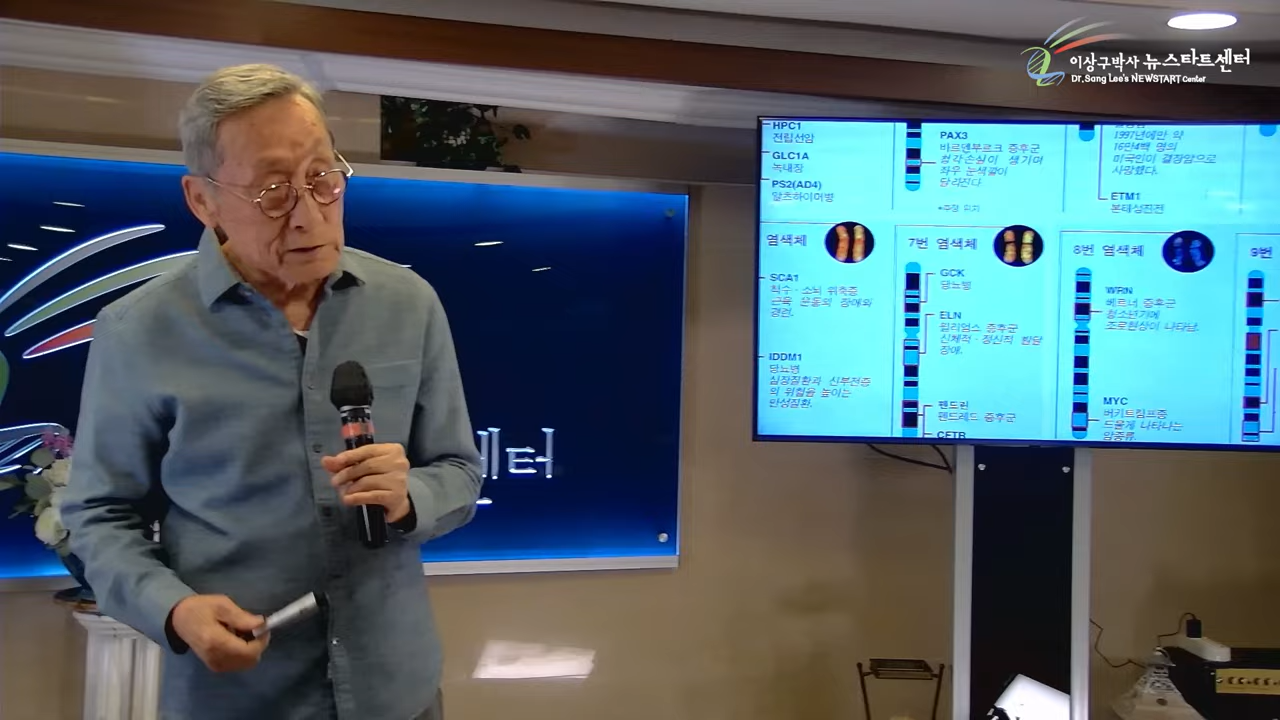 이상구박사 뉴스타트센터
Dr. Sang Lee's NEWSTART Center
HPC1
전립선암
GLC1A
녹내장
PS2(AD4)
알츠하이머병
PAX3
바르덴부르크 증후군
청각손실이 생기며
좌우 눈색깔이
달라진다.
1997년에만 약
16만4백 명의
미국인이 결장암으로
사망했다.
ETM1
본태성진전
염색체
SCA1
척수·소뇌 위축증
근육 운동의 장애와
경련.
IDDM1
당뇨병
심장질환과 신부전증
의 위험을 높이는
만성질환.
7번 염색체
GCK
당뇨병
ELN
윌리엄스 증후군
신체적·정신적 발달
장애.
펜드린
펜드레드 증후군
CFTR
8번 염색체
WRN
베르너 증후군
청소년기에
조로현상이 나타남.
MYC
버키트림프종
드물게 나타나는
암종류.
9번
센터